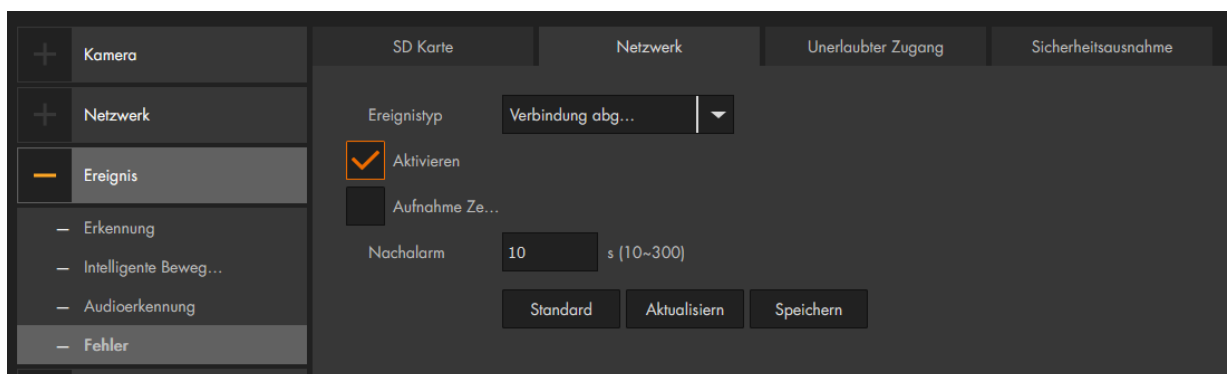 Kamera
Netzwerk
Ereignis
Erkennung
Intelligente Beweg...
Audioerkennung
Fehler
SD Karte Netzwerk Unerlaubter Zugang Sicherheitsausnahme
Ereignistyp Verbindung abg...
Aktivieren
Aufnahme Ze...
Nachalarm 10 s (10~300)
Standard Aktualisiern Speichern